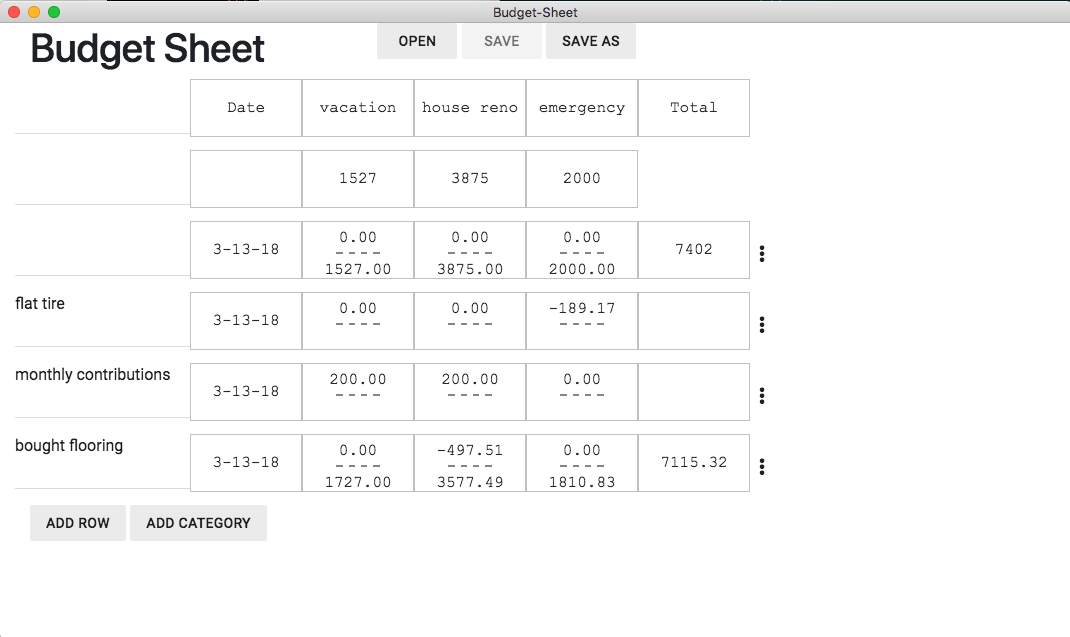 Budget-Sheet
Budget Sheet
OPEN SAVE SAVE AS
Date vacation house reno emergency Total
1527 3875 2000
3-13-18 0.00 0.00 0.00 7402
---- ---- ----
1527.00 3875.00 2000.00
flat tire
3-13-18 0.00 0.00 -189.17
---- ---- ----
monthly contributions
3-13-18 200.00 200.00 0.00
---- ---- ----
bought flooring
3-13-18 0.00 -497.51 0.00 7115.32
---- ---- ----
1727.00 3577.49 1810.83
ADD ROW ADD CATEGORY